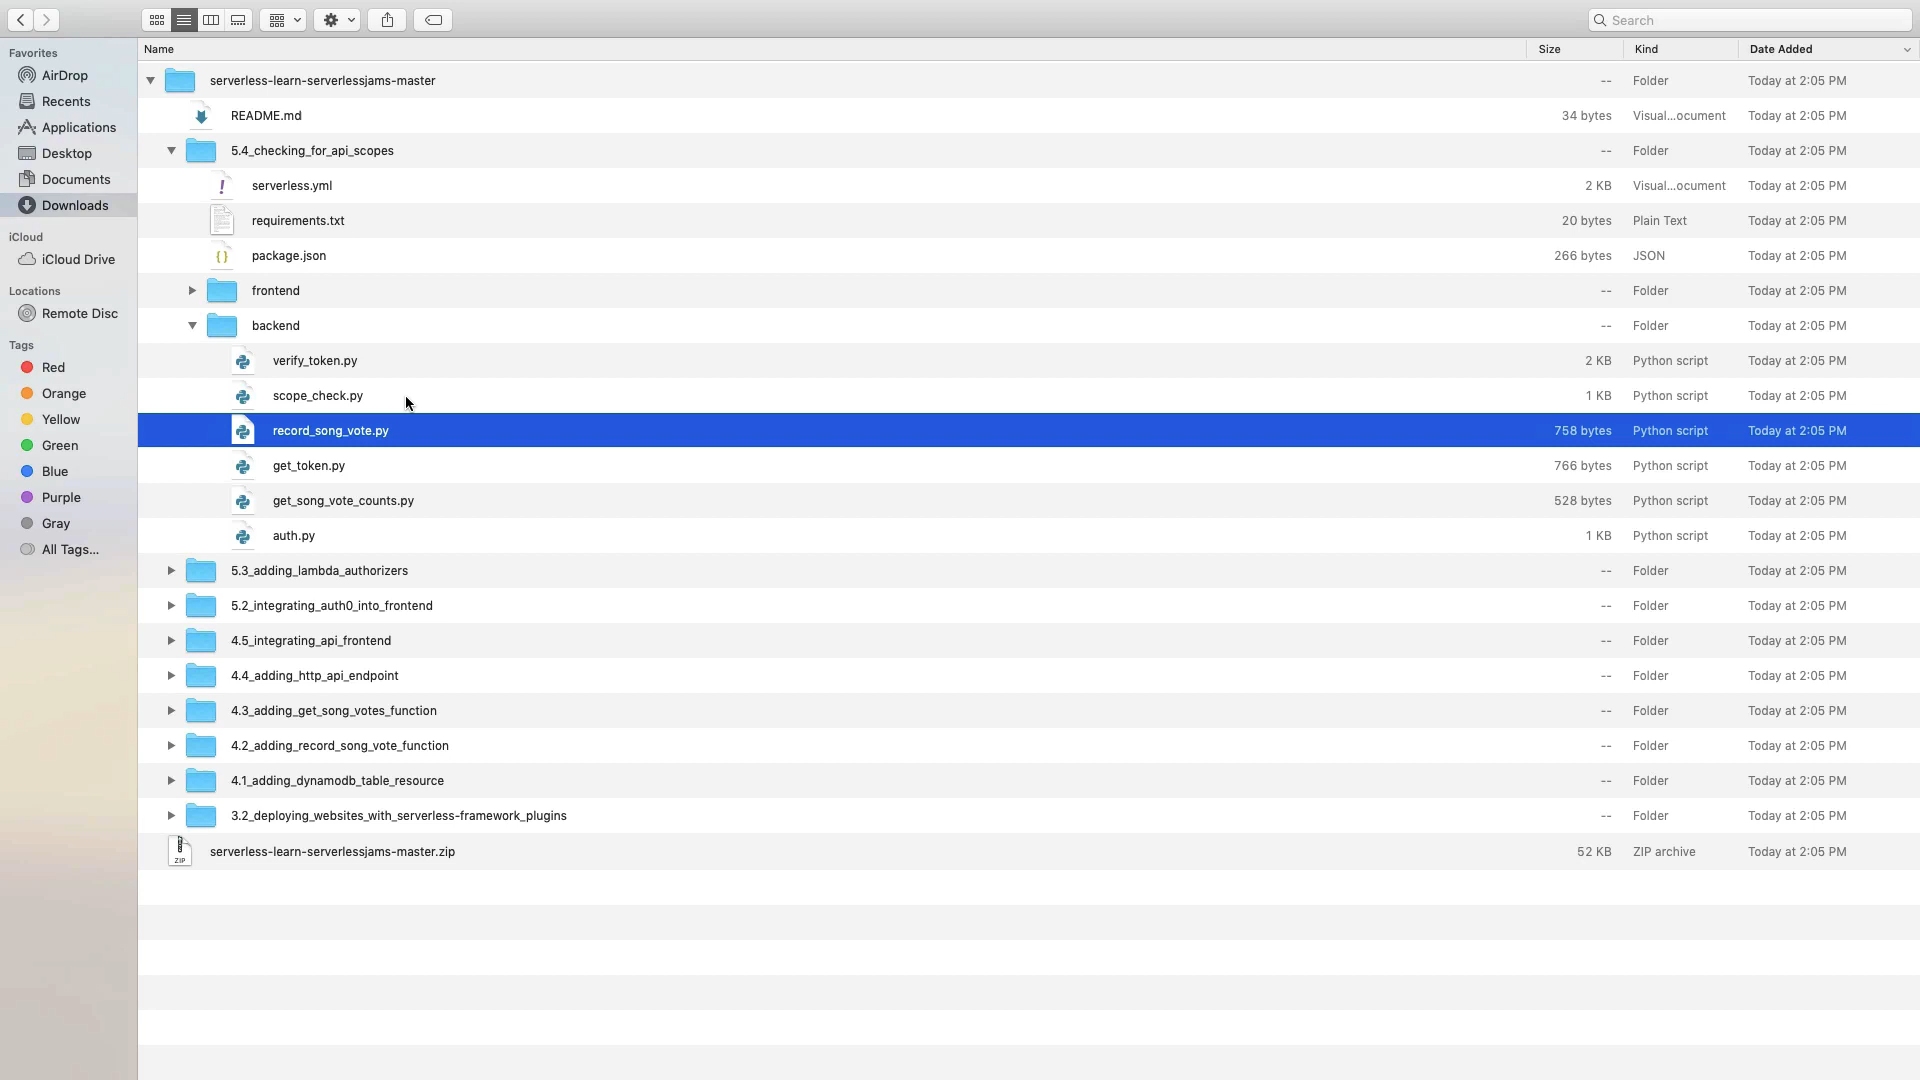 Search
Favorites
AirDrop
Recents
Applications
Desktop
Documents
Downloads
iCloud
iCloud Drive
Locations
Remote Disc
Tags
Red
Orange
Yellow
Green
Blue
Purple
Gray
All Tags...
Name Size Kind Date Added
serverless-learn-serverlessjams-master -- Folder Today at 2:05 PM
README.md 34 bytes Visual...ocument Today at 2:05 PM
5.4_checking_for_api_scopes -- Folder Today at 2:05 PM
serverless.yml 2 KB Visual...ocument Today at 2:05 PM
requirements.txt 20 bytes Plain Text Today at 2:05 PM
package.json 266 bytes JSON Today at 2:05 PM
frontend -- Folder Today at 2:05 PM
backend -- Folder Today at 2:05 PM
verify_token.py 2 KB Python script Today at 2:05 PM
scope_check.py 1 KB Python script Today at 2:05 PM
record_song_vote.py 758 bytes Python script Today at 2:05 PM
get_token.py 766 bytes Python script Today at 2:05 PM
get_song_vote_counts.py 528 bytes Python script Today at 2:05 PM
auth.py 1 KB Python script Today at 2:05 PM
5.3_adding_lambda_authorizers -- Folder Today at 2:05 PM
5.2_integrating_auth0_into_frontend -- Folder Today at 2:05 PM
4.5_integrating_api_frontend -- Folder Today at 2:05 PM
4.4_adding_http_api_endpoint -- Folder Today at 2:05 PM
4.3_adding_get_song_votes_function -- Folder Today at 2:05 PM
4.2_adding_record_song_vote_function -- Folder Today at 2:05 PM
4.1_adding_dynamodb_table_resource -- Folder Today at 2:05 PM
3.2_deploying_websites_with_serverless-framework_plugins -- Folder Today at 2:05 PM
ZIP serverless-learn-serverlessjams-master.zip 52 KB ZIP archive Today at 2:05 PM